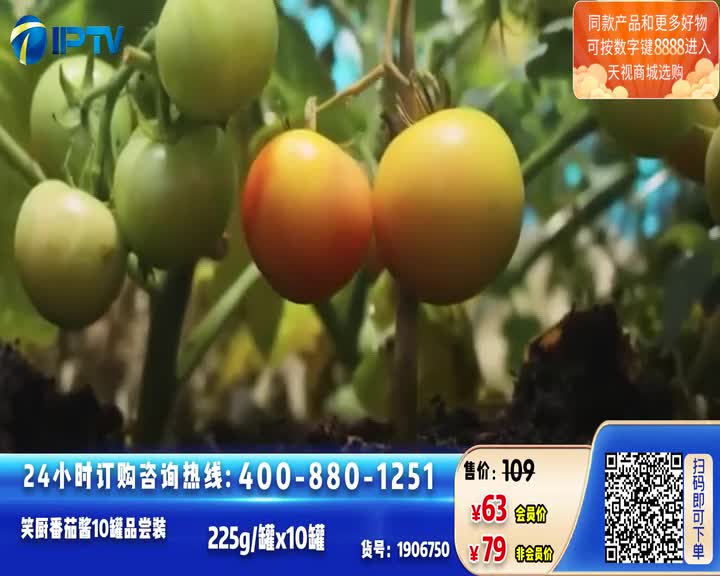 IPTV
同款产品和更多好物
可按数字键8888进入
天视商城选购
24小时订购咨询热线:400-880-1251
笑厨番茄酱10罐品尝装
225g/罐x10罐
货号:1906750
售价:109
¥63 会员价
¥79 非会员价
扫码即可下单